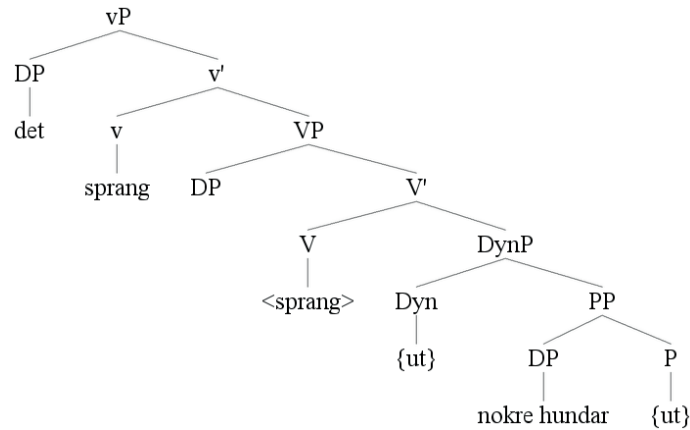 vP
DP v'
det v VP
sprang DP V'
V DynP
<sprang> Dyn PP
{ut} DP P
nokre hundar {ut}